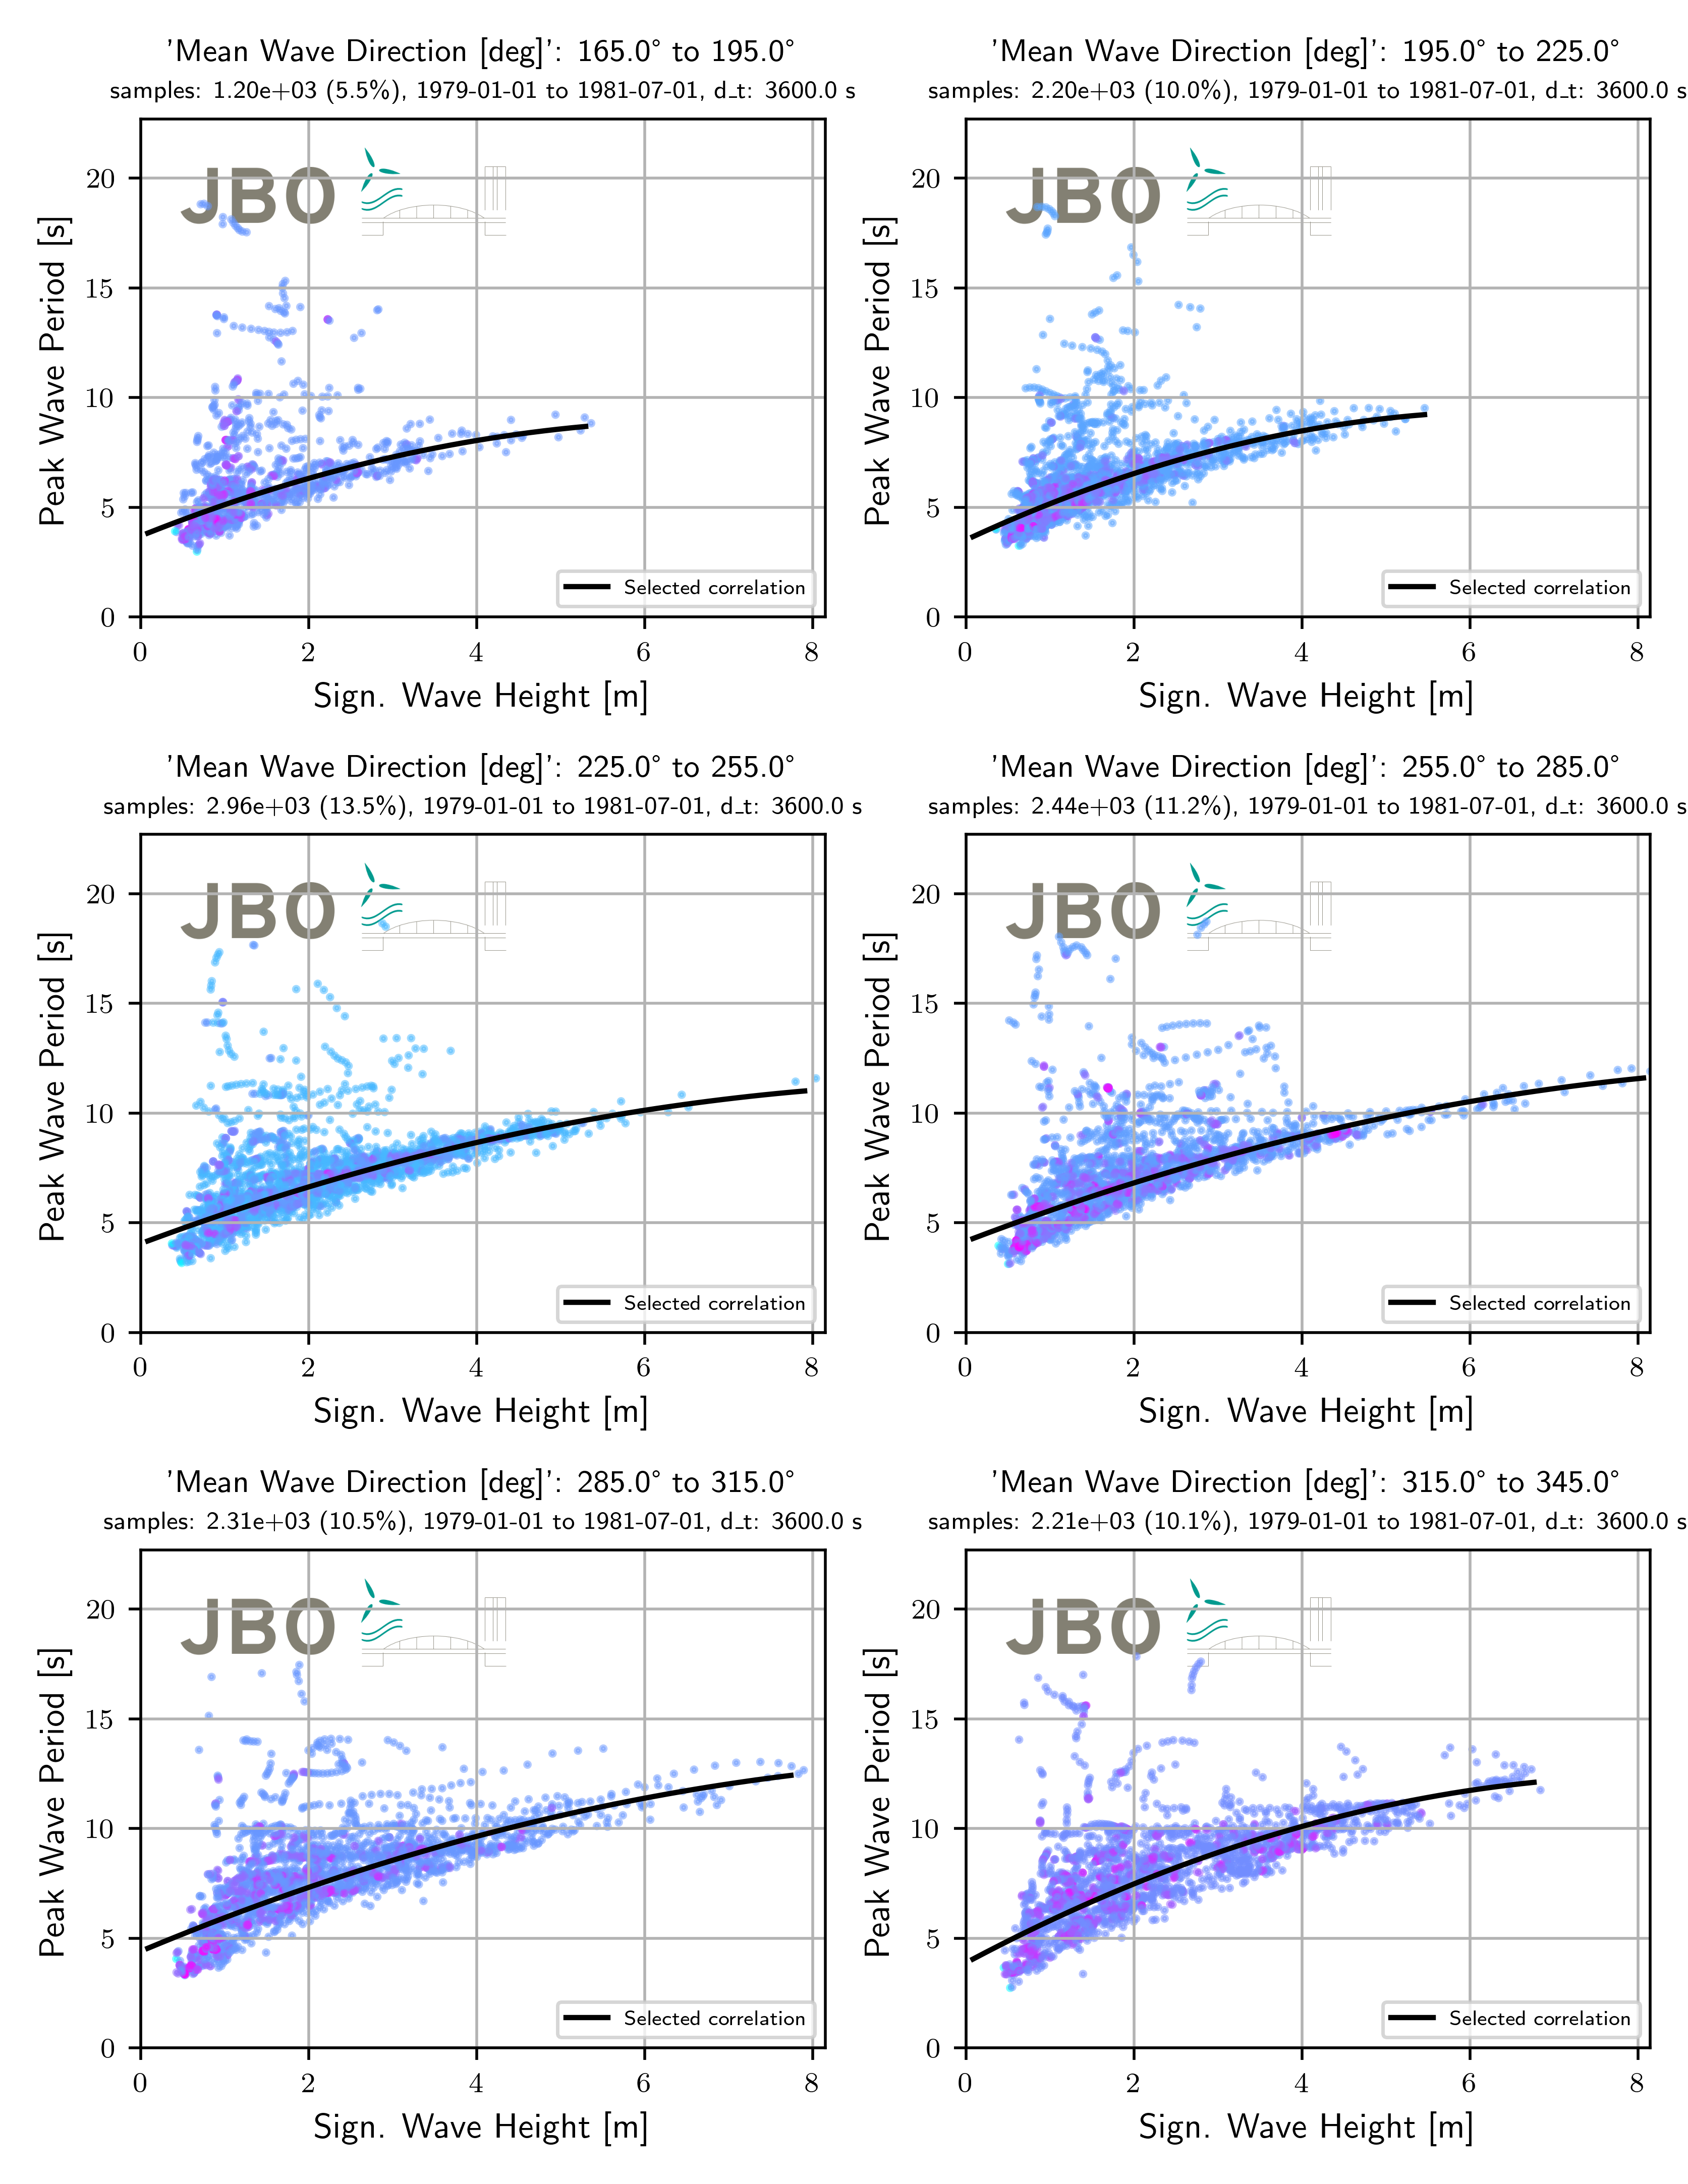 'Mean Wave Direction [deg]': 165.0° to 195.0°
samples: 1.20e+03 (5.5%), 1979-01-01 to 1981-07-01, d_t: 3600.0 s
JBO
Peak Wave Period [s]
20
15
10
5
0
Selected correlation
0 2 4 6 8
Sign. Wave Height [m]
'Mean Wave Direction [deg]': 195.0° to 225.0°
samples: 2.20e+03 (10.0%), 1979-01-01 to 1981-07-01, d_t: 3600.0 s
JBO
Peak Wave Period [s]
20
15
10
5
0
Selected correlation
0 2 4 6 8
Sign. Wave Height [m]
'Mean Wave Direction [deg]': 225.0° to 255.0°
samples: 2.96e+03 (13.5%), 1979-01-01 to 1981-07-01, d_t: 3600.0 s
JBO
Peak Wave Period [s]
20
15
10
5
0
Selected correlation
0 2 4 6 8
Sign. Wave Height [m]
'Mean Wave Direction [deg]': 255.0° to 285.0°
samples: 2.44e+03 (11.2%), 1979-01-01 to 1981-07-01, d_t: 3600.0 s
JBO
Peak Wave Period [s]
20
15
10
5
0
Selected correlation
0 2 4 6 8
Sign. Wave Height [m]
'Mean Wave Direction [deg]': 285.0° to 315.0°
samples: 2.31e+03 (10.5%), 1979-01-01 to 1981-07-01, d_t: 3600.0 s
JBO
Peak Wave Period [s]
20
15
10
5
0
Selected correlation
0 2 4 6 8
Sign. Wave Height [m]
'Mean Wave Direction [deg]': 315.0° to 345.0°
samples: 2.21e+03 (10.1%), 1979-01-01 to 1981-07-01, d_t: 3600.0 s
JBO
Peak Wave Period [s]
20
15
10
5
0
Selected correlation
0 2 4 6 8
Sign. Wave Height [m]